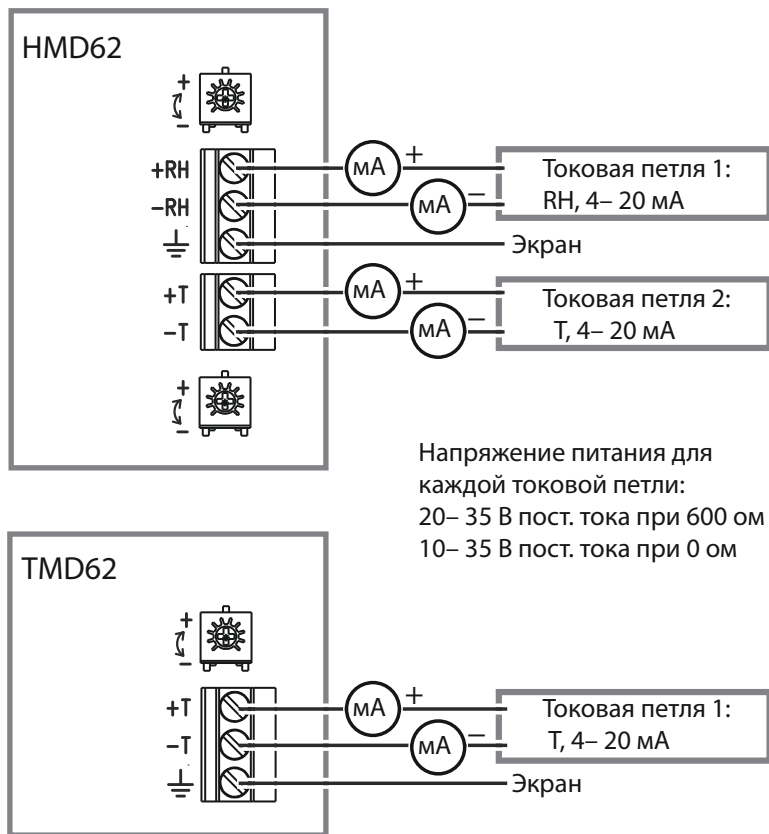 HMD62
+
−
+RH
мА
+
Токовая петля 1:
−RH
мА
−
RH, 4– 20 мА
Экран
+T
мА
+
Токовая петля 2:
−T
мА
−
T, 4– 20 мА
+
−
Напряжение питания для
каждой токовой петли:
20– 35 В пост. тока при 600 ом
10– 35 В пост. тока при 0 ом
TMD62
+
−
+T
мА
+
Токовая петля 1:
−T
мА
−
T, 4– 20 мА
Экран